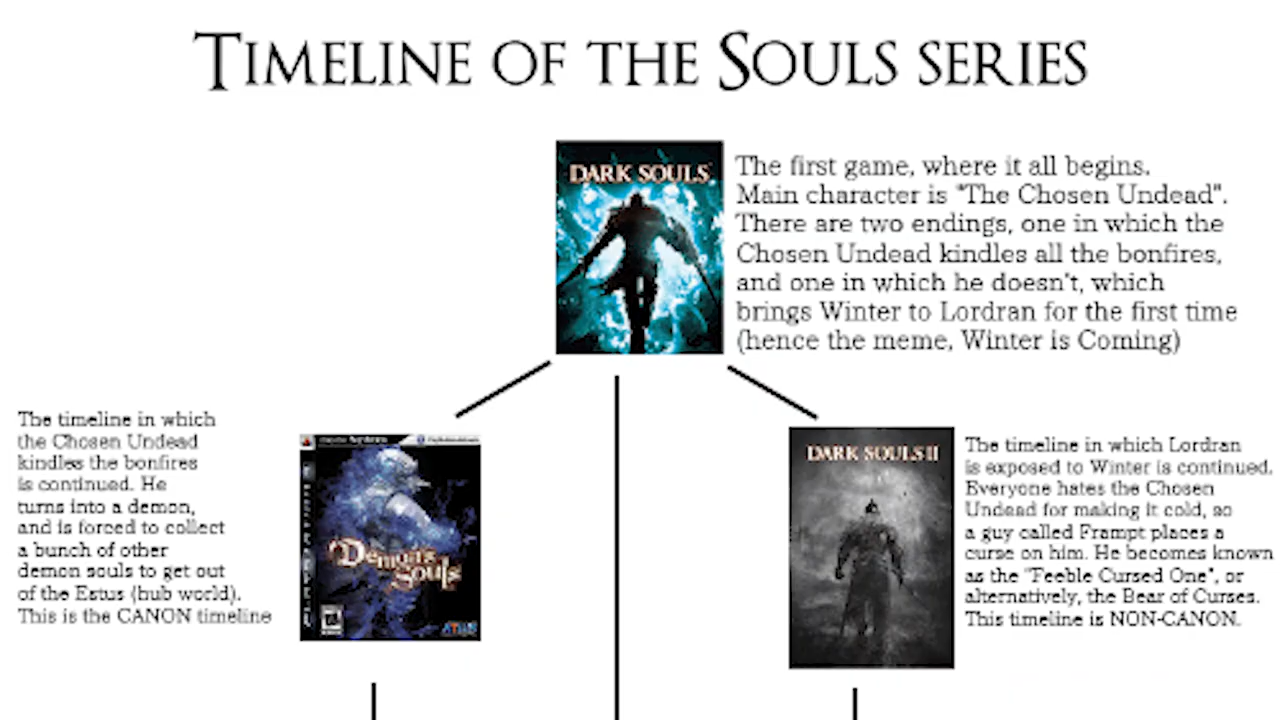 TIMELINE OF THE SOULS SERIES
DARK SOULS
The first game, where it all begins.
Main character is "The Chosen Undead".
There are two endings, one in which the
Chosen Undead kindles all the bonfires,
and one in which he doesn't, which
brings Winter to Lordran for the first time
(hence the meme, Winter is Coming)
The timeline in which
the Chosen Undead
kindles the bonfires
is continued. He
turns into a demon,
and is forced to collect
a bunch of other
demon souls to get out
of the Estus (hub world).
This is the CANON timeline
Demon's
Souls
ATLUS
DARK SOULS II
The timeline in which Lordran
is exposed to Winter is continued.
Everyone hates the Chosen
Undead for making it cold, so
a guy called Frampt places a
curse on him. He becomes known
as the "Feeble Cursed One", or
alternatively, the Bear of Curses.
This timeline is NON-CANON.